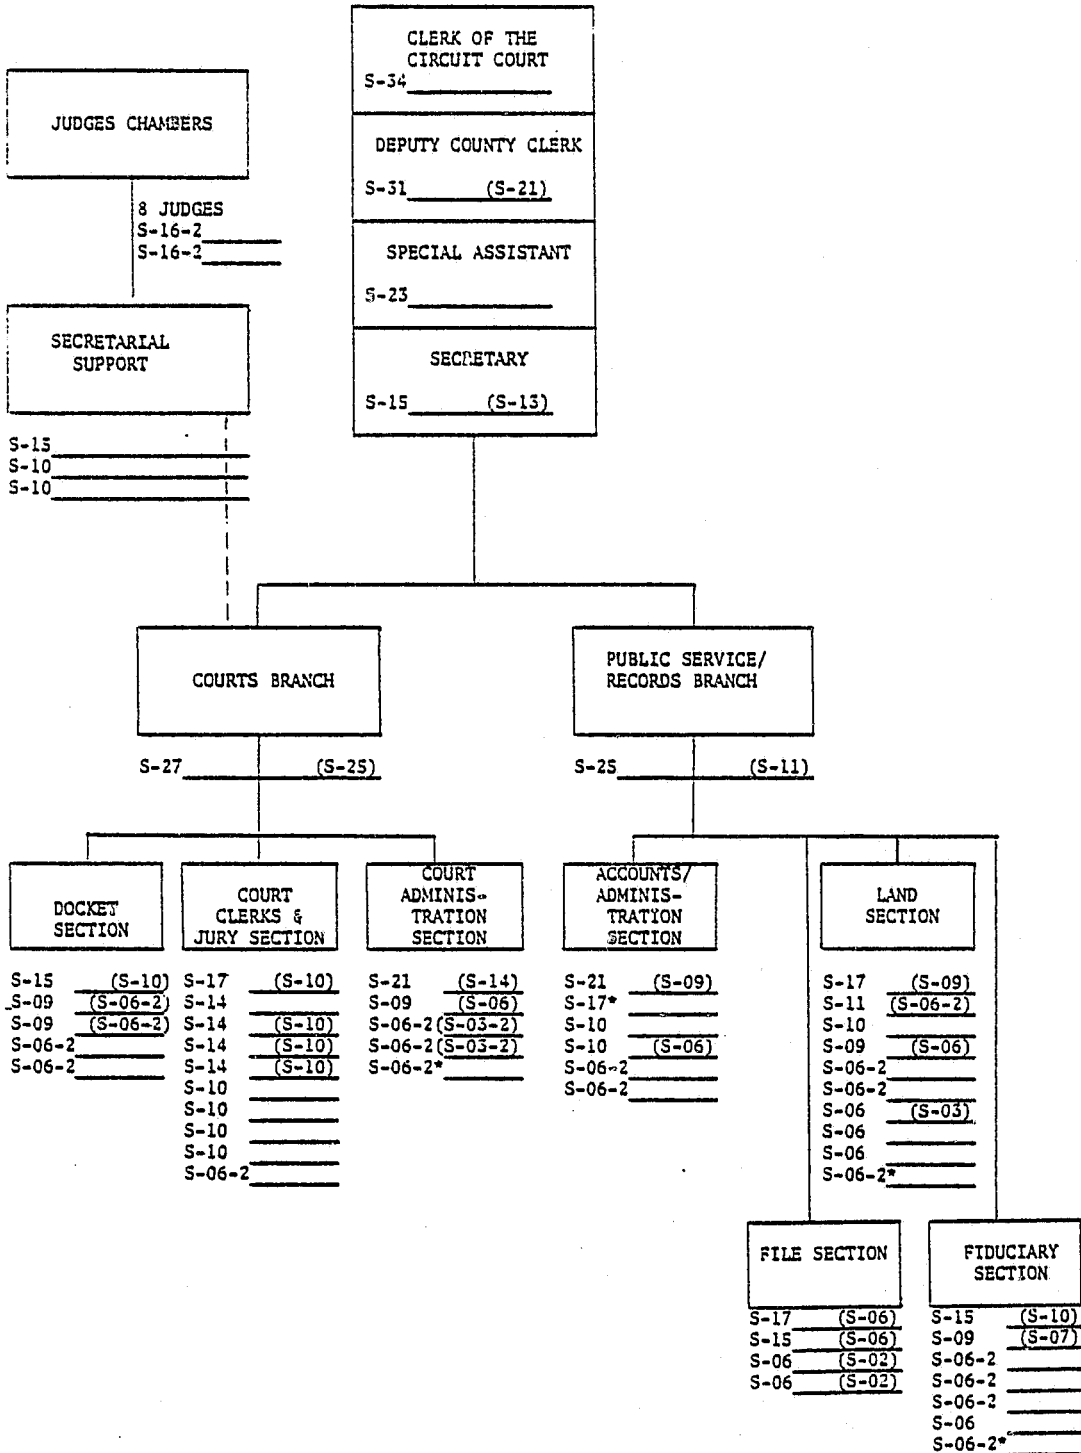 CLERK OF THE
CIRCUIT COURT
S-34
DEPUTY COUNTY CLERK
S-31 (S-21)
SPECIAL ASSISTANT
S-23
SECRETARY
S-15 (S-13)
JUDGES CHAMBERS
8 JUDGES
S-16-2
S-16-2
SECRETARIAL
SUPPORT
S-13
S-10
S-10
COURTS BRANCH
S-27 (S-25)
PUBLIC SERVICE/
RECORDS BRANCH
S-25 (S-11)
DOCKET
SECTION
S-15 (S-10)
S-09 (S-06-2)
S-09 (S-06-2)
S-06-2
S-06-2
COURT
CLERKS &
JURY SECTION
S-17 (S-10)
S-14
S-14 (S-10)
S-14 (S-10)
S-14 (S-10)
S-10
S-10
S-10
S-10
S-06-2
COURT
ADMINIS-
TRATION
SECTION
S-21 (S-14)
S-09 (S-06)
S-06-2 (S-03-2)
S-06-2 (S-03-2)
S-06-2*
ACCOUNTS/
ADMINIS-
TRATION
SECTION
S-21 (S-09)
S-17*
S-10
S-10 (S-06)
S-06-2
S-06-2
LAND
SECTION
S-17 (S-09)
S-11 (S-06-2)
S-10
S-09 (S-06)
S-06-2
S-06-2
S-06 (S-03)
S-06
S-06
S-06-2*
FILE SECTION
S-17 (S-06)
S-15 (S-06)
S-06 (S-02)
S-06 (S-02)
FIDUCIARY
SECTION
S-15 (S-10)
S-09 (S-07)
S-06-2
S-06-2
S-06-2
S-06
S-06-2*